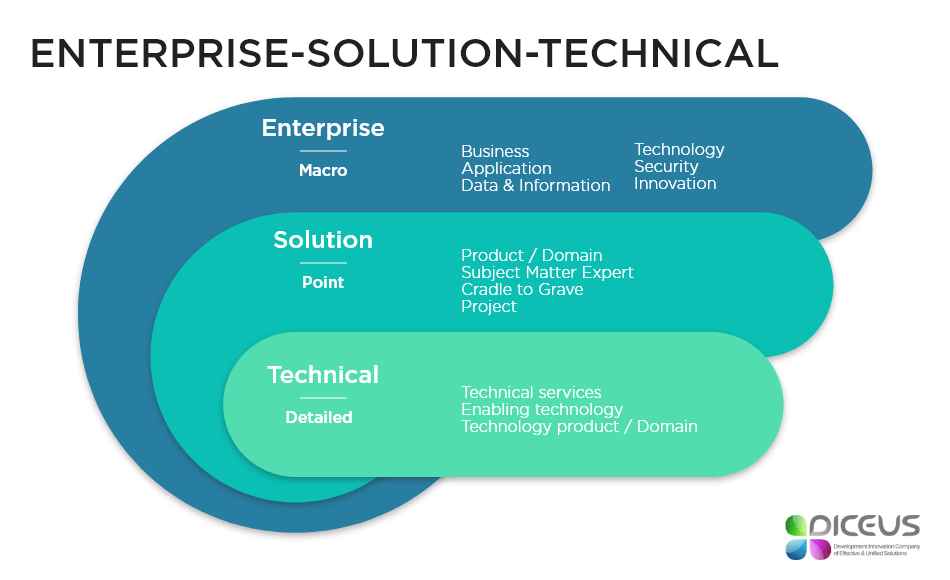 ENTERPRISE-SOLUTION-TECHNICAL
Enterprise
Macro
Business
Application
Data & Information
Technology
Security
Innovation
Solution
Point
Product / Domain
Subject Matter Expert
Cradle to Grave
Project
Technical
Detailed
Technical services
Enabling technology
Technology product / Domain
DICEUS
Development Innovation Company
of Effective & Unified Solutions